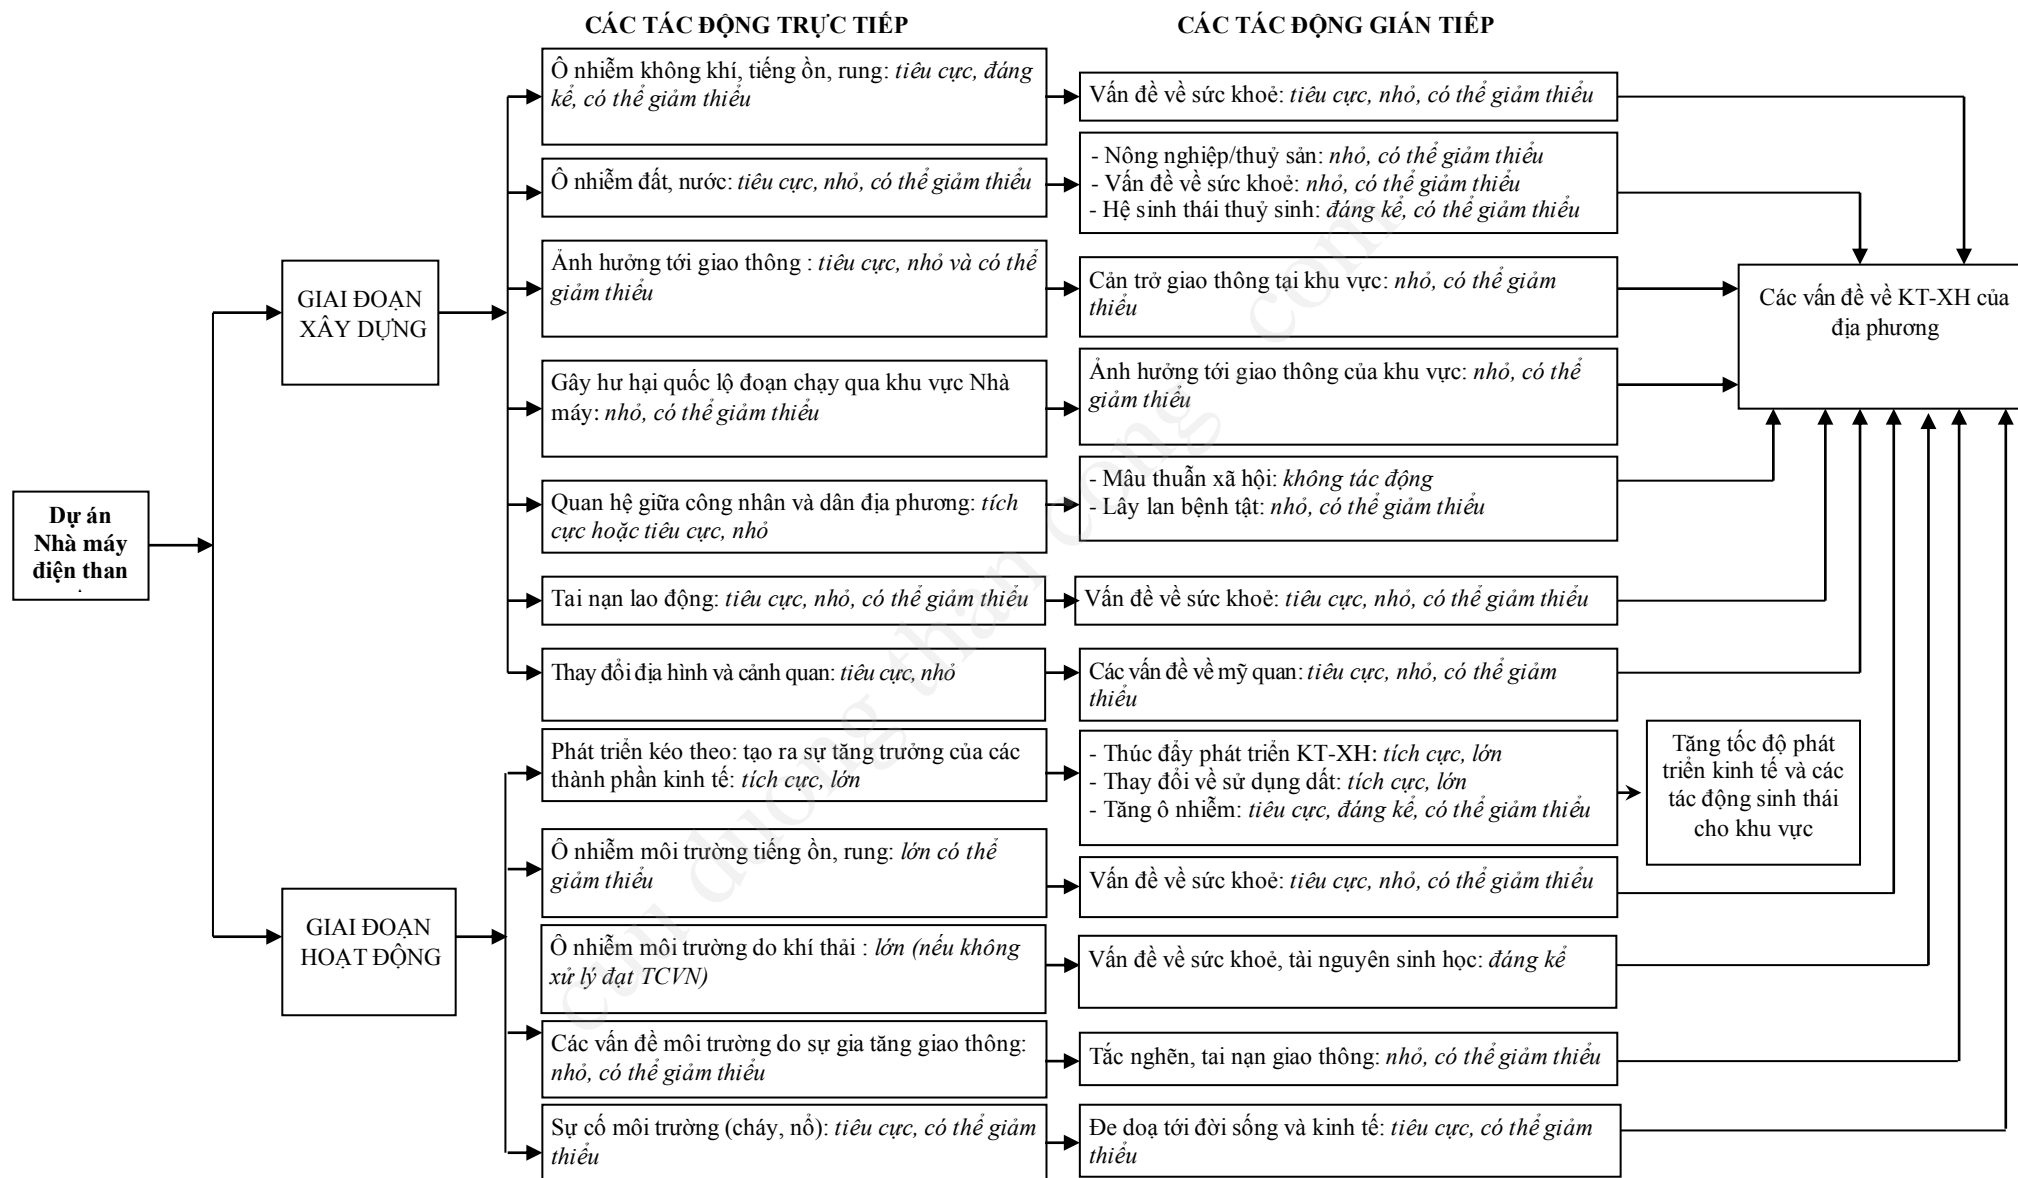 CÁC TÁC ĐỘNG TRỰC TIẾP
CÁC TÁC ĐỘNG GIÁN TIẾP
Dự án
Nhà máy
điện than
GIAI ĐOẠN
XÂY DỰNG
Ô nhiễm không khí, tiếng ồn, rung: tiêu cực, đáng
kể, có thể giảm thiểu
Vấn đề về sức khoẻ: tiêu cực, nhỏ, có thể giảm thiểu
Ô nhiễm đất, nước: tiêu cực, nhỏ, có thể giảm thiểu
- Nông nghiệp/thuỷ sản: nhỏ, có thể giảm thiểu
- Vấn đề về sức khoẻ: nhỏ, có thể giảm thiểu
- Hệ sinh thái thuỷ sinh: đáng kể, có thể giảm thiểu
Ảnh hưởng tới giao thông : tiêu cực, nhỏ và có thể
giảm thiểu
Cản trở giao thông tại khu vực: nhỏ, có thể giảm
thiểu
Gây hư hại quốc lộ đoạn chạy qua khu vực Nhà
máy: nhỏ, có thể giảm thiểu
Ảnh hưởng tới giao thông của khu vực: nhỏ, có thể
giảm thiểu
Quan hệ giữa công nhân và dân địa phương: tích
cực hoặc tiêu cực, nhỏ
- Mâu thuẫn xã hội: không tác động
- Lây lan bệnh tật: nhỏ, có thể giảm thiểu
Tai nạn lao động: tiêu cực, nhỏ, có thể giảm thiểu
Vấn đề về sức khoẻ: tiêu cực, nhỏ, có thể giảm thiểu
Thay đổi địa hình và cảnh quan: tiêu cực, nhỏ
Các vấn đề về mỹ quan: tiêu cực, nhỏ, có thể giảm
thiểu
Các vấn đề về KT-XH của
địa phương
GIAI ĐOẠN
HOẠT ĐỘNG
Phát triển kéo theo: tạo ra sự tăng trưởng của các
thành phần kinh tế: tích cực, lớn
- Thúc đẩy phát triển KT-XH: tích cực, lớn
- Thay đổi về sử dụng dất: tích cực, lớn
- Tăng ô nhiễm: tiêu cực, đáng kể, có thể giảm thiểu
Tăng tốc độ phát
triển kinh tế và các
tác động sinh thái
cho khu vực
Ô nhiễm môi trường tiếng ồn, rung: lớn có thể
giảm thiểu
Vấn đề về sức khoẻ: tiêu cực, nhỏ, có thể giảm thiểu
Ô nhiễm môi trường do khí thải : lớn (nếu không
xử lý đạt TCVN)
Vấn đề về sức khoẻ, tài nguyên sinh học: đáng kể
Các vấn đề môi trường do sự gia tăng giao thông:
nhỏ, có thể giảm thiểu
Tắc nghẽn, tai nạn giao thông: nhỏ, có thể giảm thiểu
Sự cố môi trường (cháy, nổ): tiêu cực, có thể giảm
thiểu
Đe doạ tới đời sống và kinh tế: tiêu cực, có thể giảm
thiểu
cuu duong than cong . com